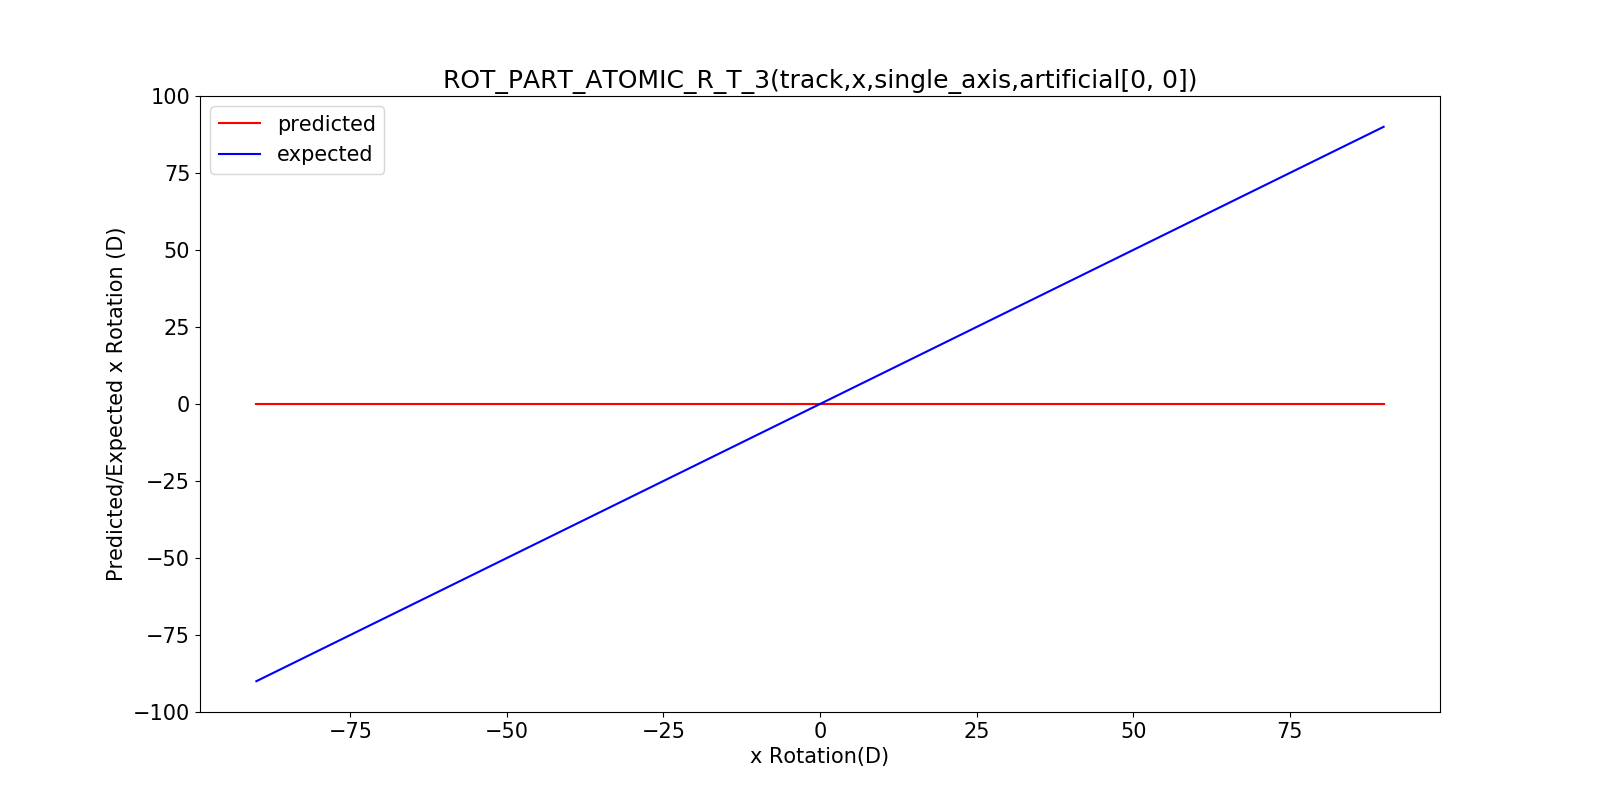 ROT_PART_ATOMIC_R_T_3(track,x,single_axis,artificial[0, 0])
predicted
expected
100
75
50
25
0
−25
−50
−75
−100
Predicted/Expected x Rotation (D)
−75 −50 −25 0 25 50 75
x Rotation(D)